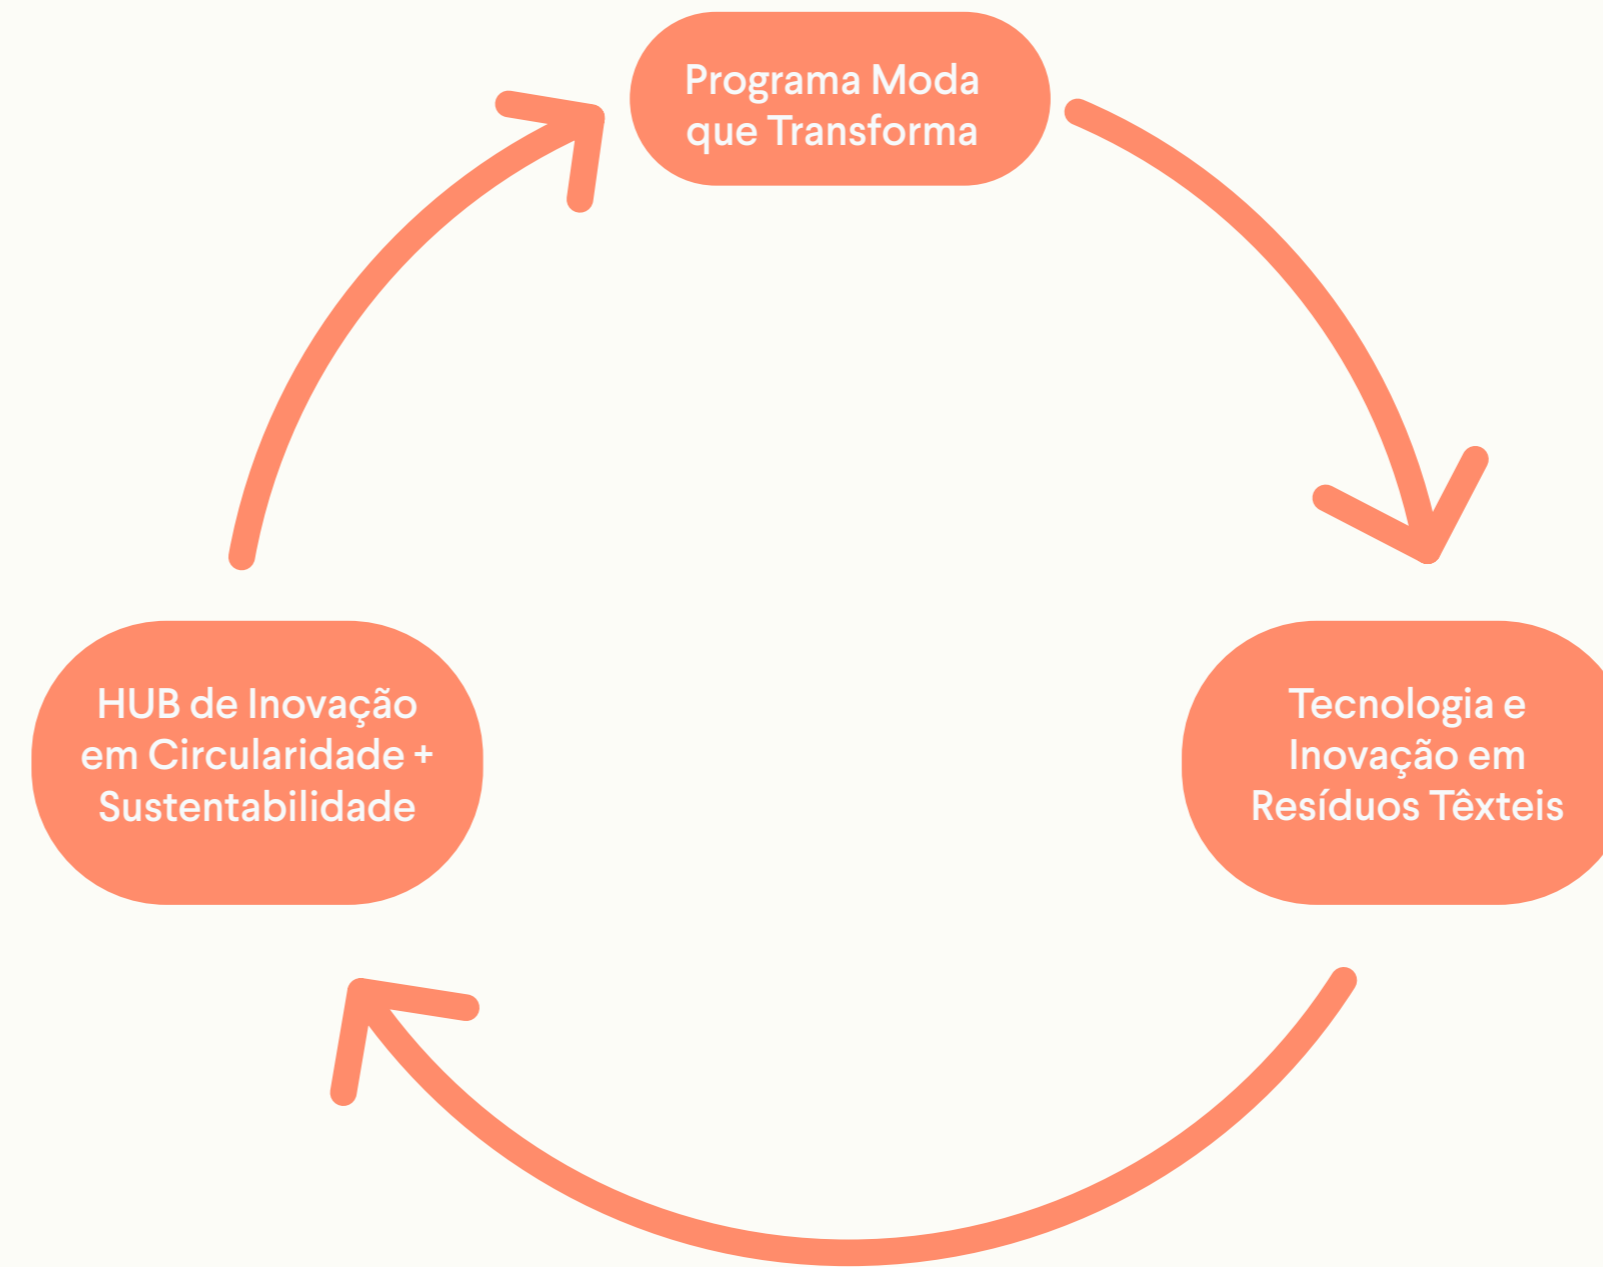 Programa Moda
que Transforma
HUB de Inovação
em Circularidade +
Sustentabilidade
Tecnologia e
Inovação em
Resíduos Têxteis